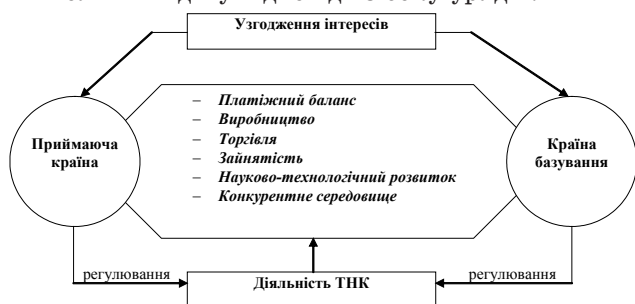 Узгодження інтересів
Приймаюча
країна
– Платіжний баланс
– Виробництво
– Торгівля
– Зайнятість
– Науково-технологічний розвиток
– Конкурентне середовище
Країна
базування
регулювання
Діяльність ТНК
регулювання